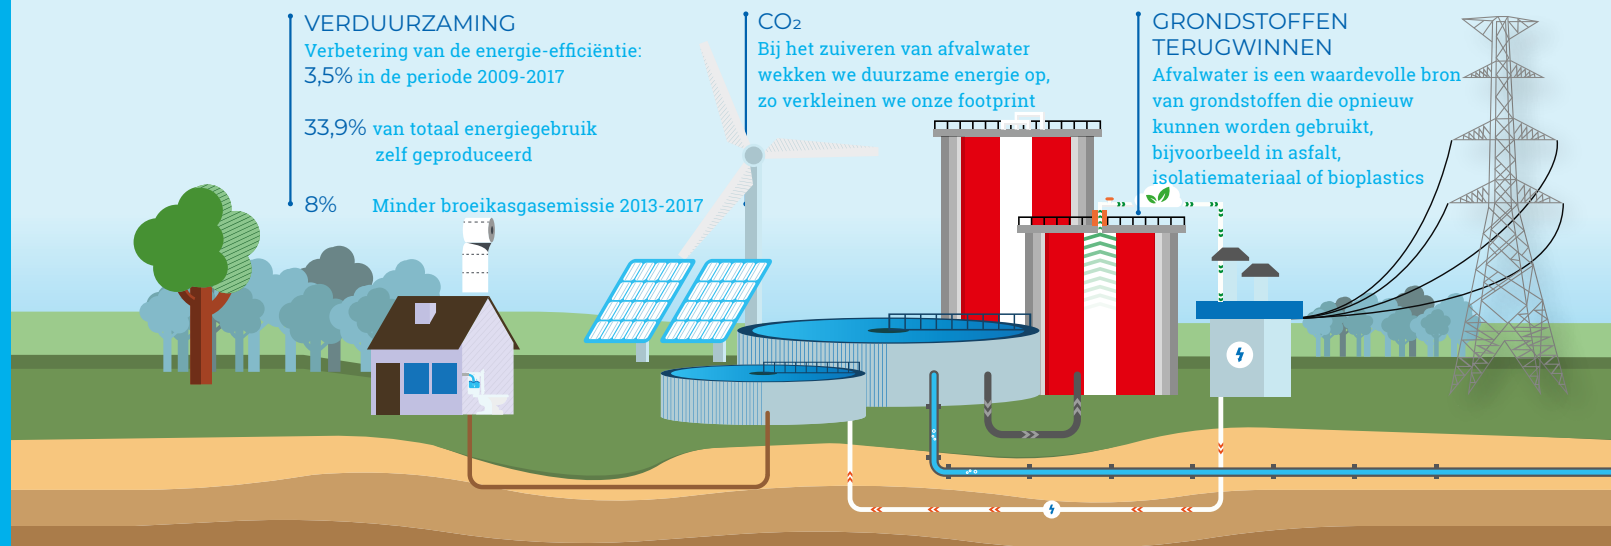 VERDUURZAMING
Verbetering van de energie-efficiëntie:
3,5% in de periode 2009-2017
33,9% van totaal energiegebruik
zelf geproduceerd
8% Minder broeikasgasemissie 2013-2017
CO₂
Bij het zuiveren van afvalwater
wekken we duurzame energie op,
zo verkleinen we onze footprint
GRONDSTOFFEN
TERUGWINNEN
Afvalwater is een waardevolle bron
van grondstoffen die opnieuw
kunnen worden gebruikt,
bijvoorbeeld in asfalt,
isolatiemateriaal of bioplastics